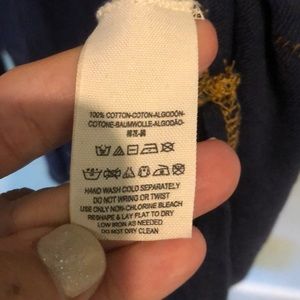 100% COTTON-COTON-ALGODÓN-
COTONE-BAUMWOLLE-ALGODÃO-
HAND WASH COLD SEPARATELY
DO NOT WRING OR TWIST
USE ONLY NON-CHLORINE BLEACH
RESHAPE & LAY FLAT TO DRY
LOW IRON AS NEEDED
DO NOT DRY CLEAN